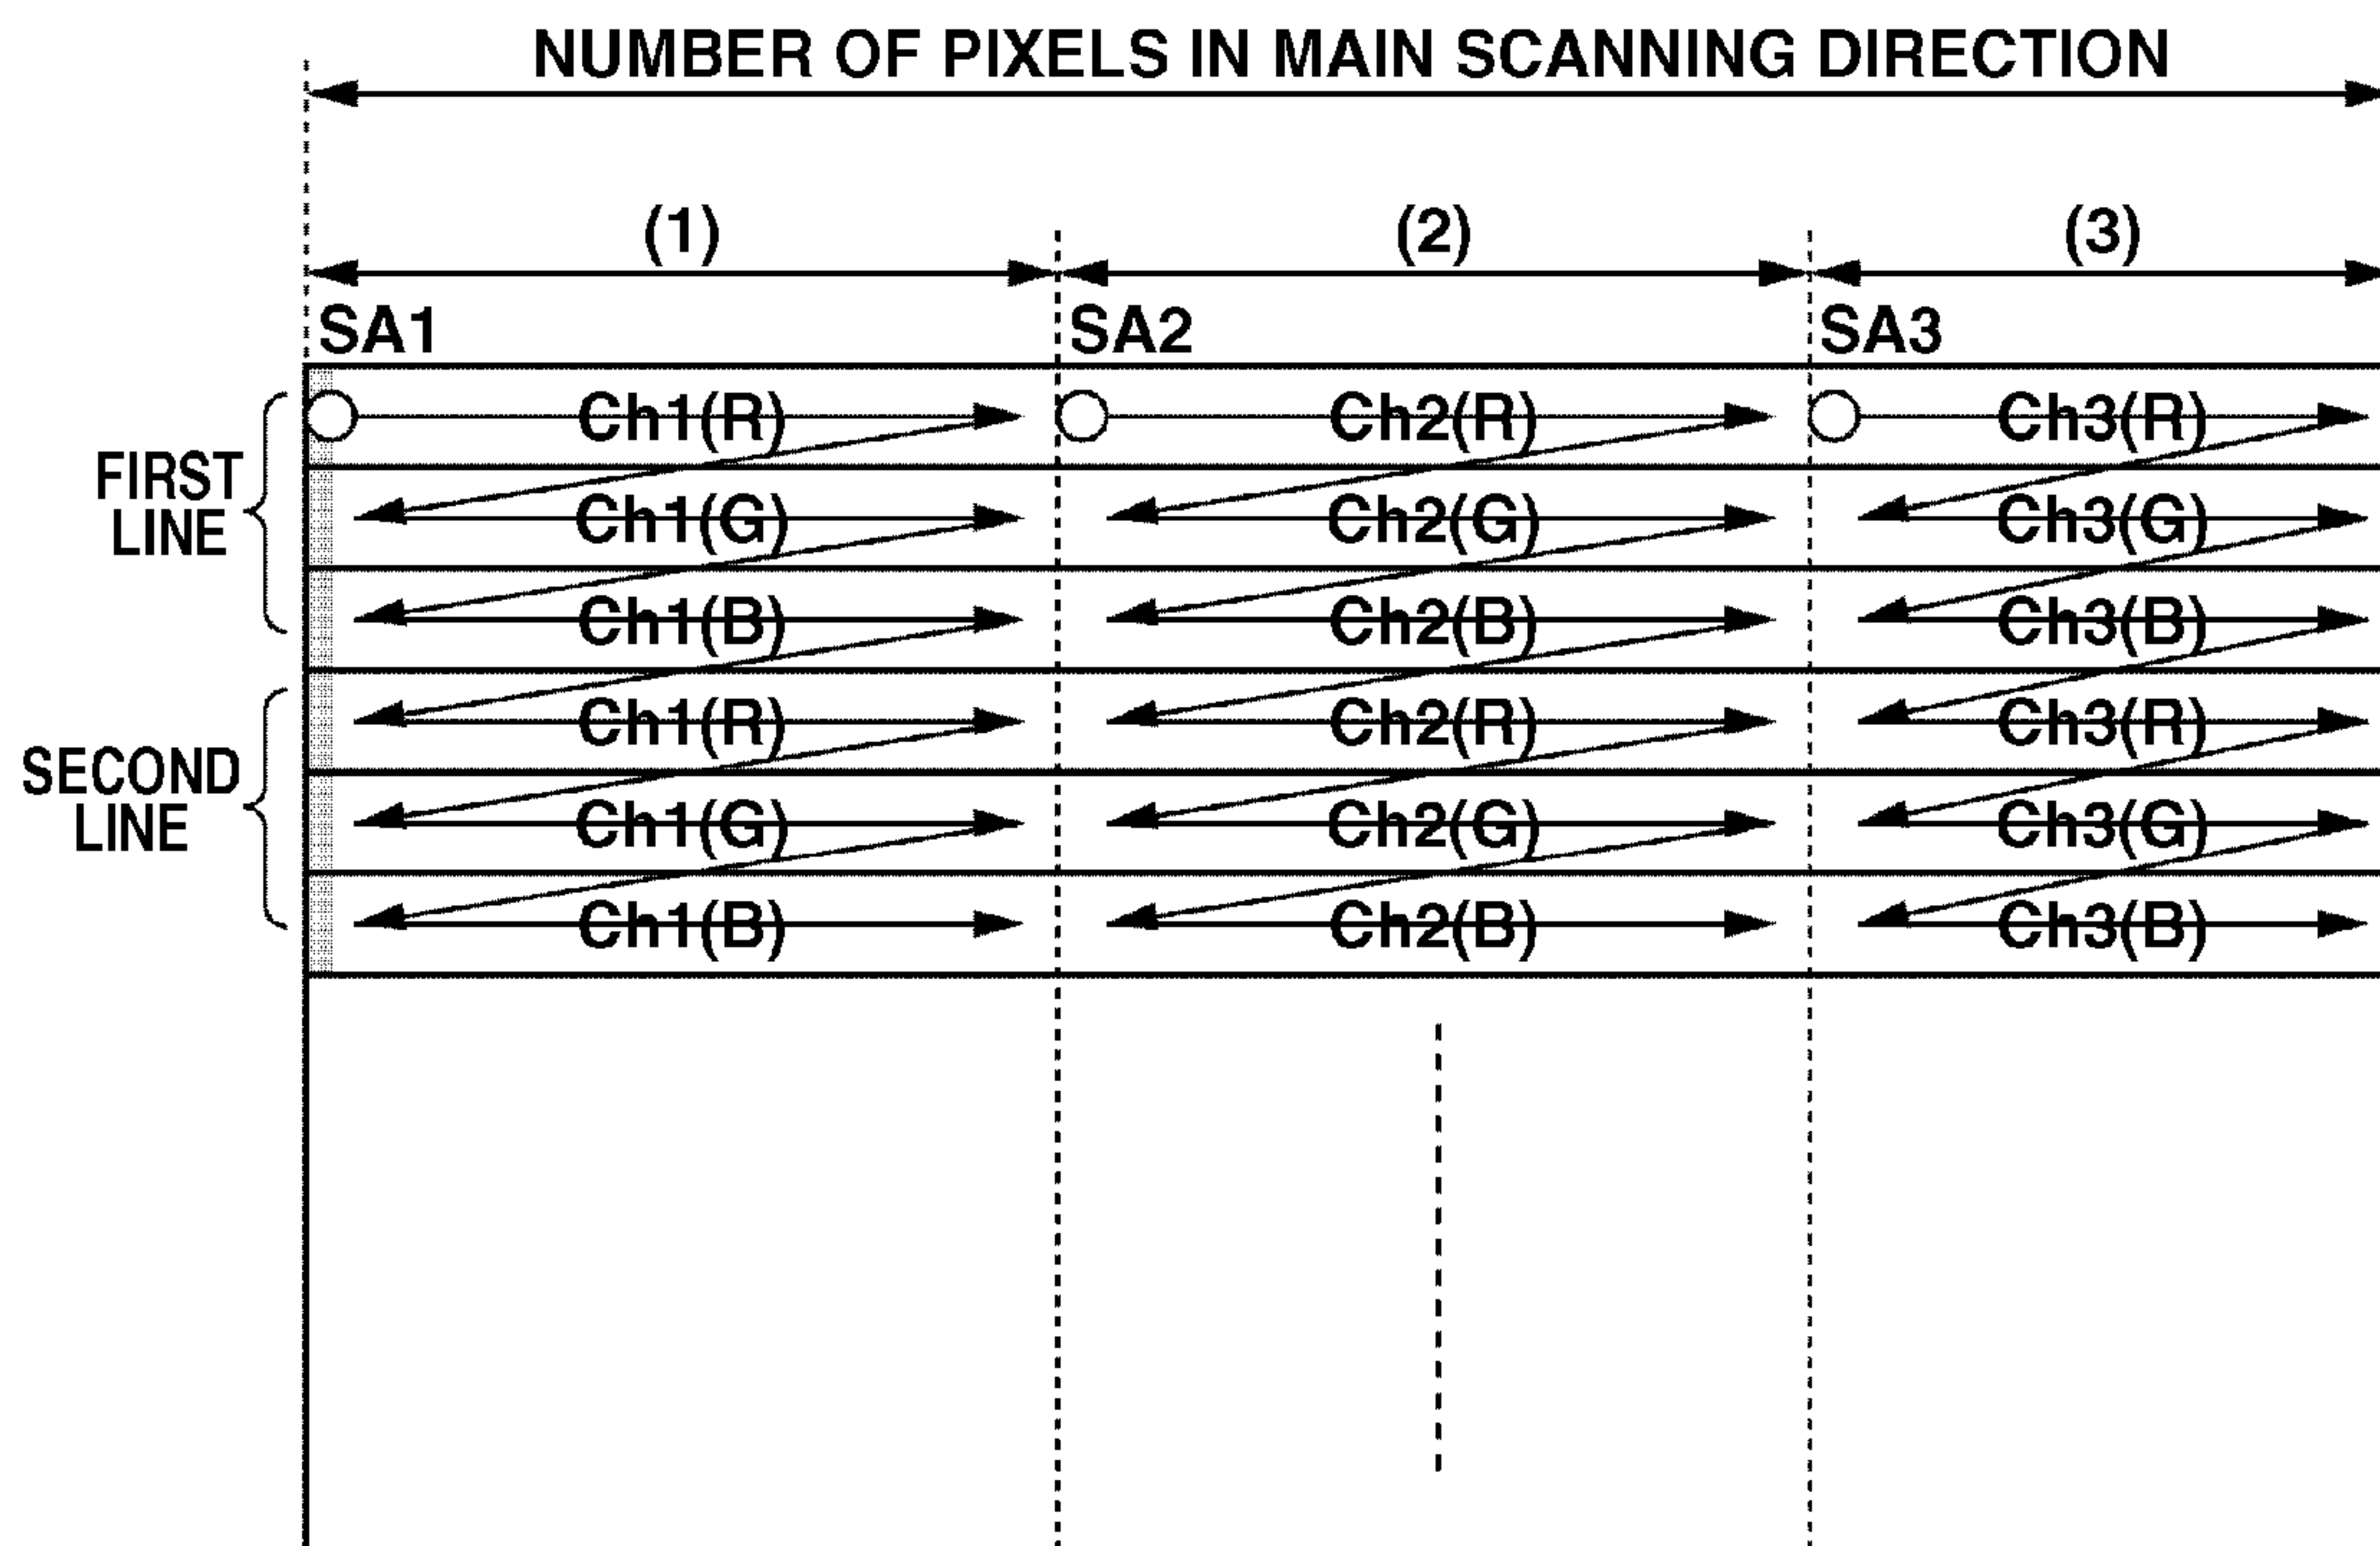 NUMBER OF PIXELS IN MAIN SCANNING DIRECTION
(1) (2) (3)
SA1 SA2 SA3
FIRST
LINE
Ch1(R) Ch2(R) Ch3(R)
Ch1(G) Ch2(G) Ch3(G)
Ch1(B) Ch2(B) Ch3(B)
SECOND
LINE
Ch1(R) Ch2(R) Ch3(R)
Ch1(G) Ch2(G) Ch3(G)
Ch1(B) Ch2(B) Ch3(B)